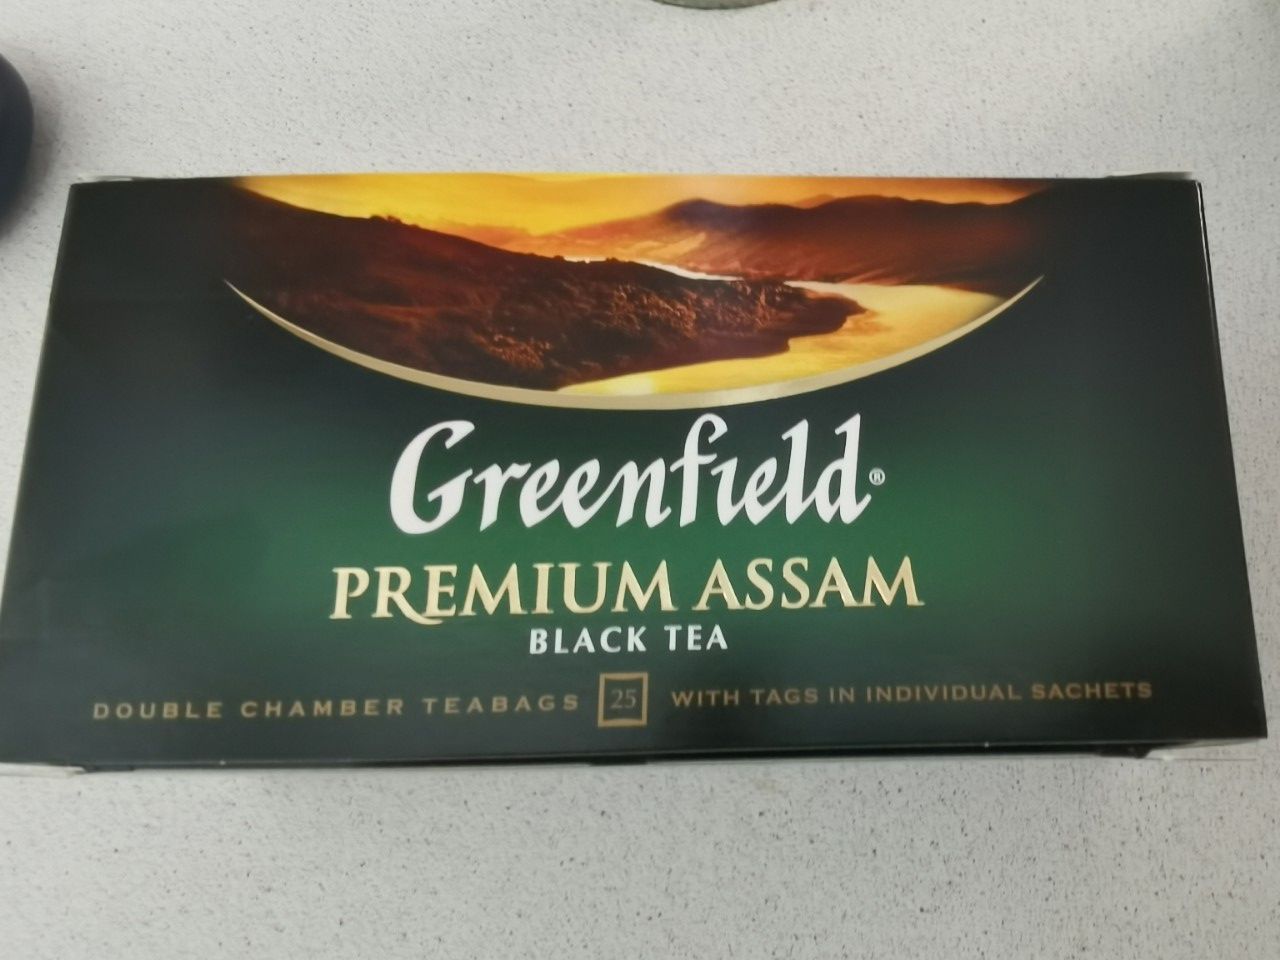 Greenfield®
PREMIUM ASSAM
BLACK TEA
DOUBLE CHAMBER TEABAGS 25 WITH TAGS IN INDIVIDUAL SACHETS